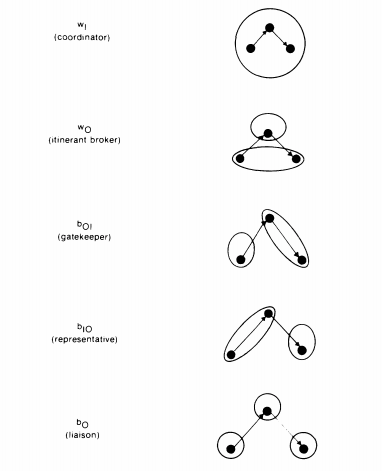 wI
(coordinator)
wO
(itinerant broker)
bOI
(gatekeeper)
bIO
(representative)
bO
(liaison)